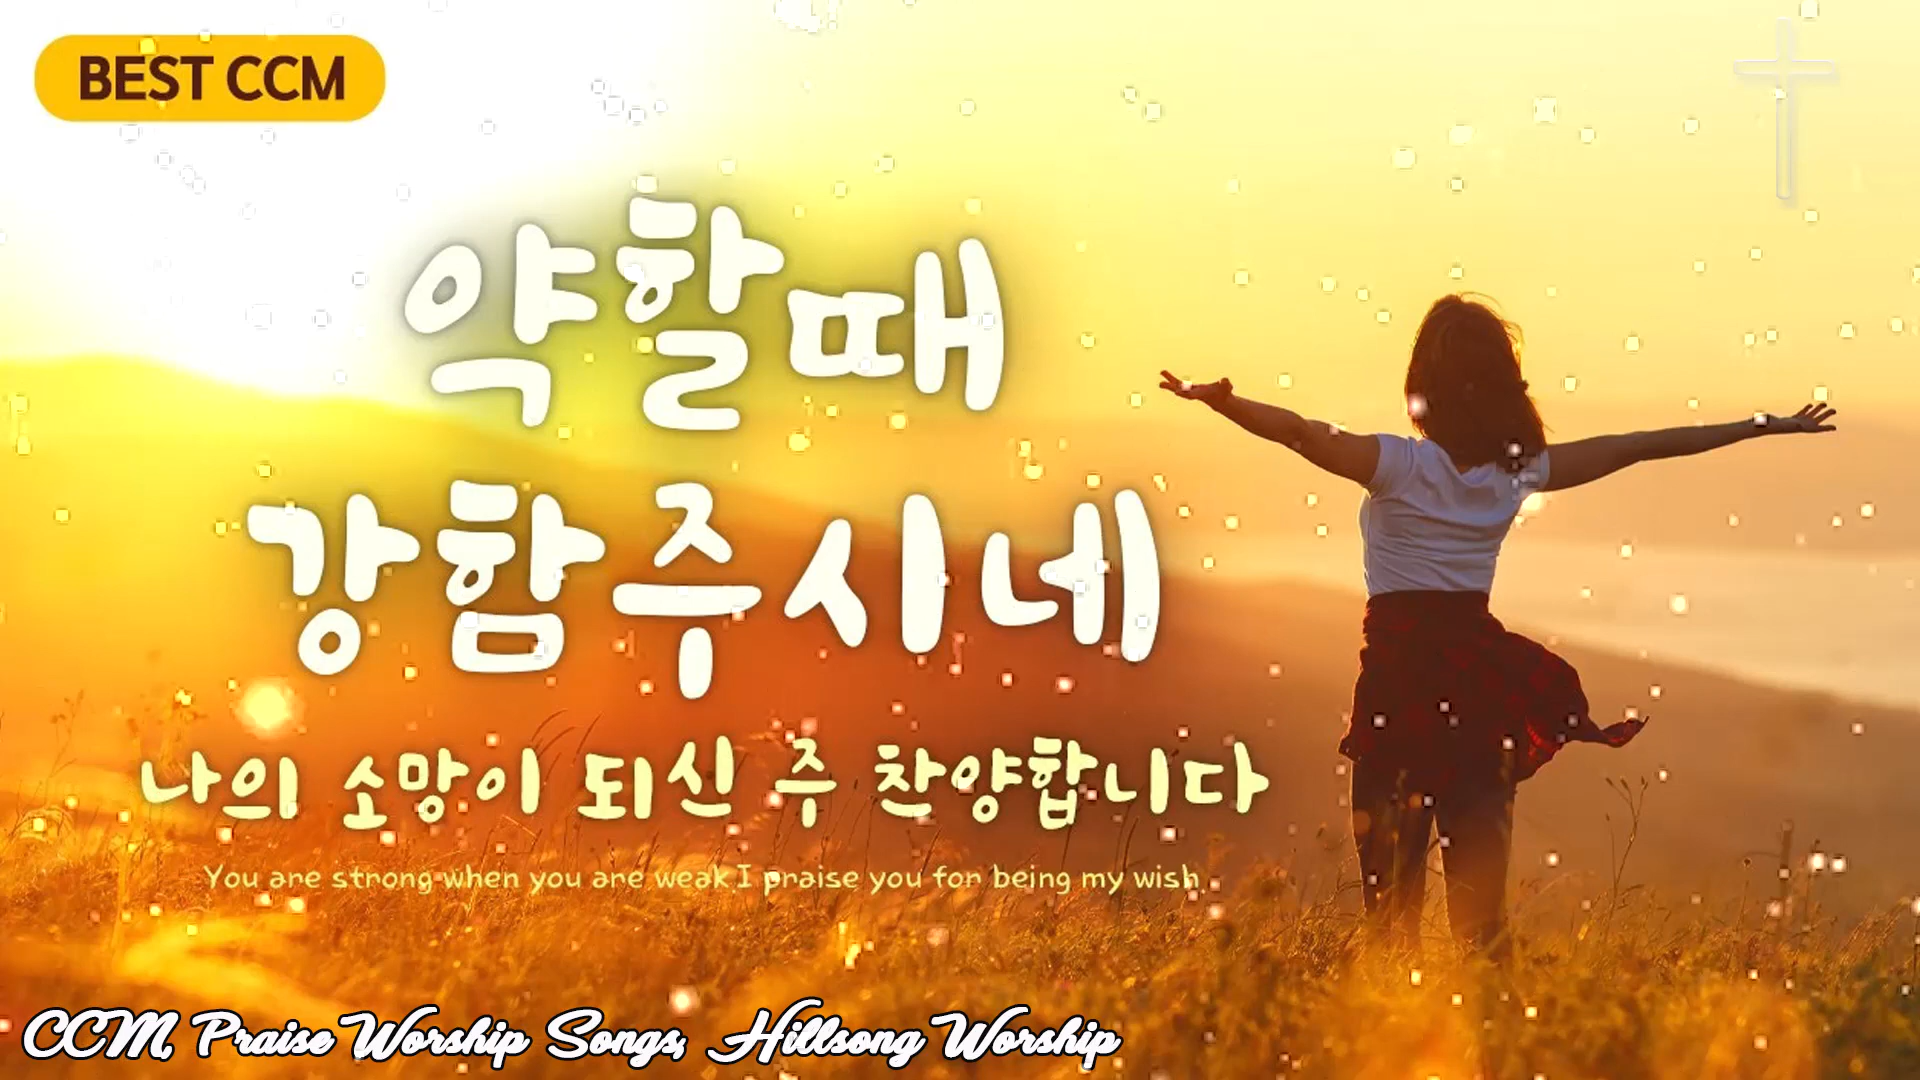 BEST CCM
약할때
강함주시네
나의 소망이 되신 주 찬양합니다
You are strong when you are weak I praise you for being my wish
CCM, Praise Worship Songs, Hillsong Worship